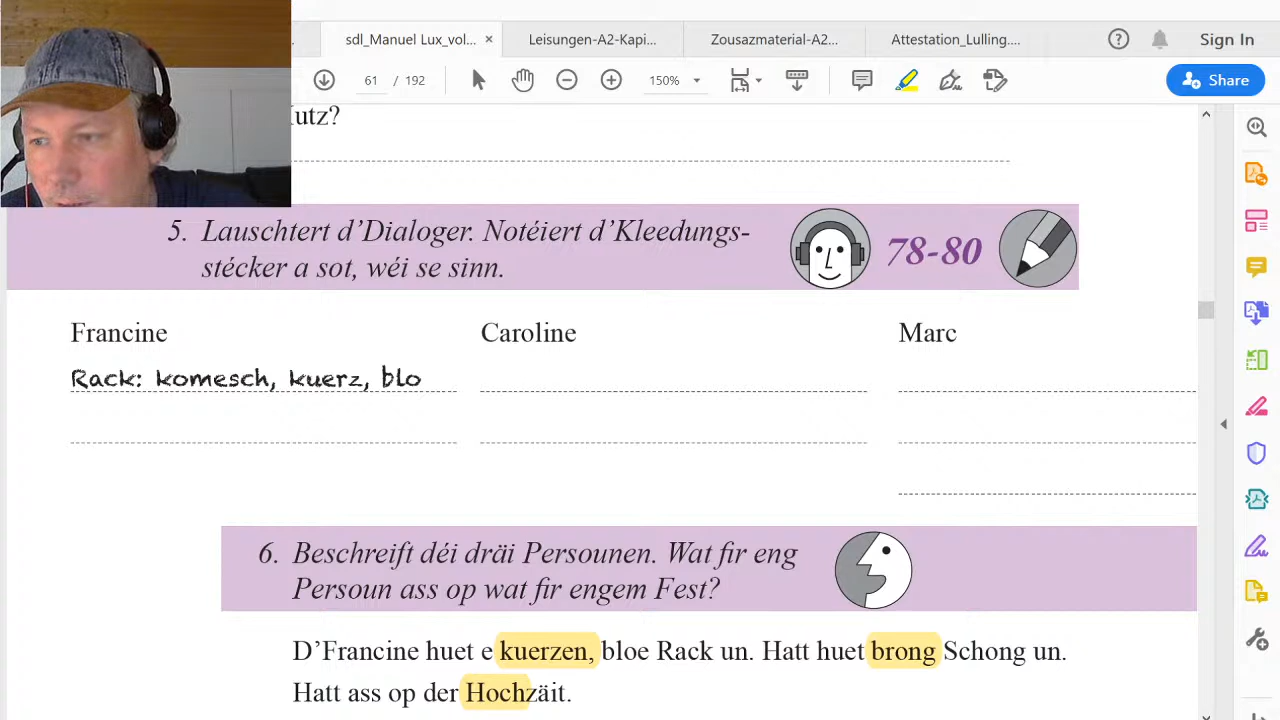 sdl_Manuel Lux_vol... ×
Leisungen-A2-Kapi...
Zousazmaterial-A2...
Attestation_Lulling....
Sign In
61 / 192
150%
Share
utz?
5. Lauschtert d'Dialoger. Notéiert d'Kleedungs-
stécker a sot, wéi se sinn.
78-80
Francine
Caroline
Marc
Rack: komesch, kuerz, blo
6. Beschreift déi dräi Persounen. Wat fir eng
Persoun ass op wat fir engem Fest?
D'Francine huet e kuerzen, bloe Rack un. Hatt huet brong Schong un.
Hatt ass op der Hochzäit.